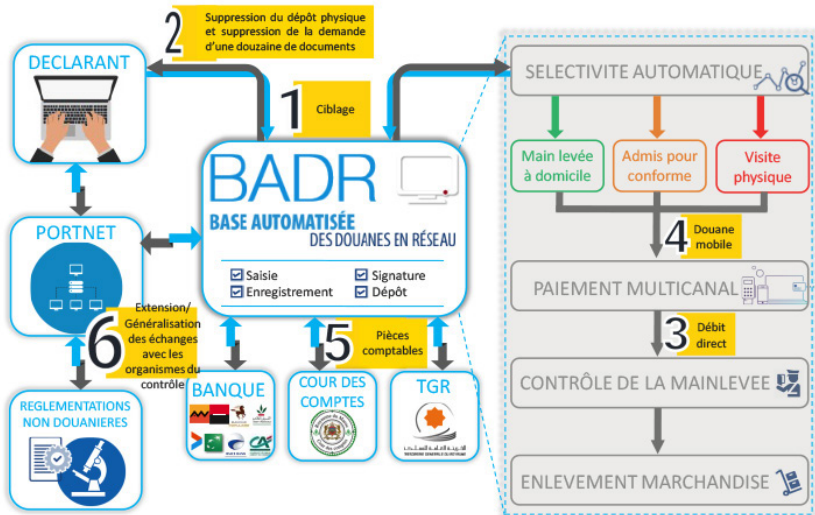 2
Suppression du dépôt physique
et suppression de la demande
d'une douzaine de documents
DECLARANT
1
Ciblage
SELECTIVITE AUTOMATIQUE
Main levée
à domicile
Admis pour
conforme
Visite
physique
BADR
BASE AUTOMATISÉE
DES DOUANES EN RÉSEAU
Saisie
Signature
Enregistrement
Dépôt
PORTNET
4
Douane
mobile
PAIEMENT MULTICANAL
6
Extension/
Généralisation
des échanges
avec les
organismes du
contrôle
5
Pièces
comptables
3
Débit
direct
BANQUE
COUR DES
COMPTES
TGR
CONTRÔLE DE LA MAINLEVEE
REGLEMENTATIONS
NON DOUANIERES
ENLEVEMENT MARCHANDISE